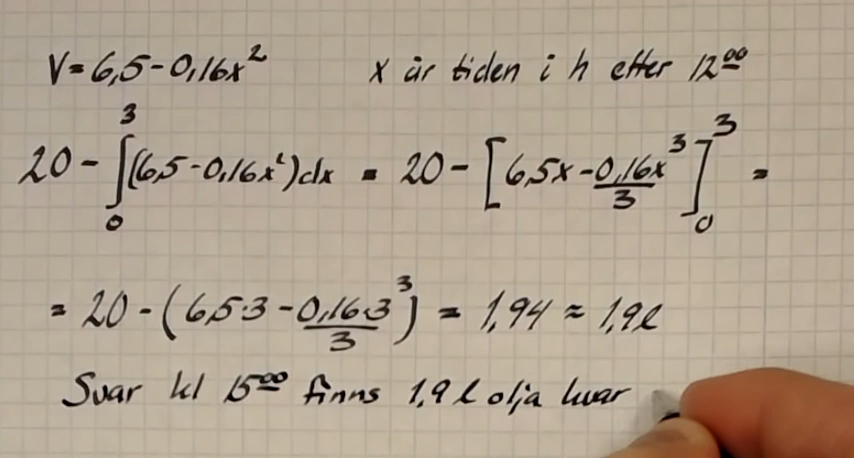 V=6,5-0,16x² x är tiden i h efter 12⁰⁰
20-∫₀³(6,5-0,16x²)dx = 20-[6,5x-0,16x³/3]₀³ =
= 20-(6,5·3-0,16·3³/3) = 1,94 ≈ 1,9 l
Svar kl 15⁰⁰ finns 1,9 l olja kvar